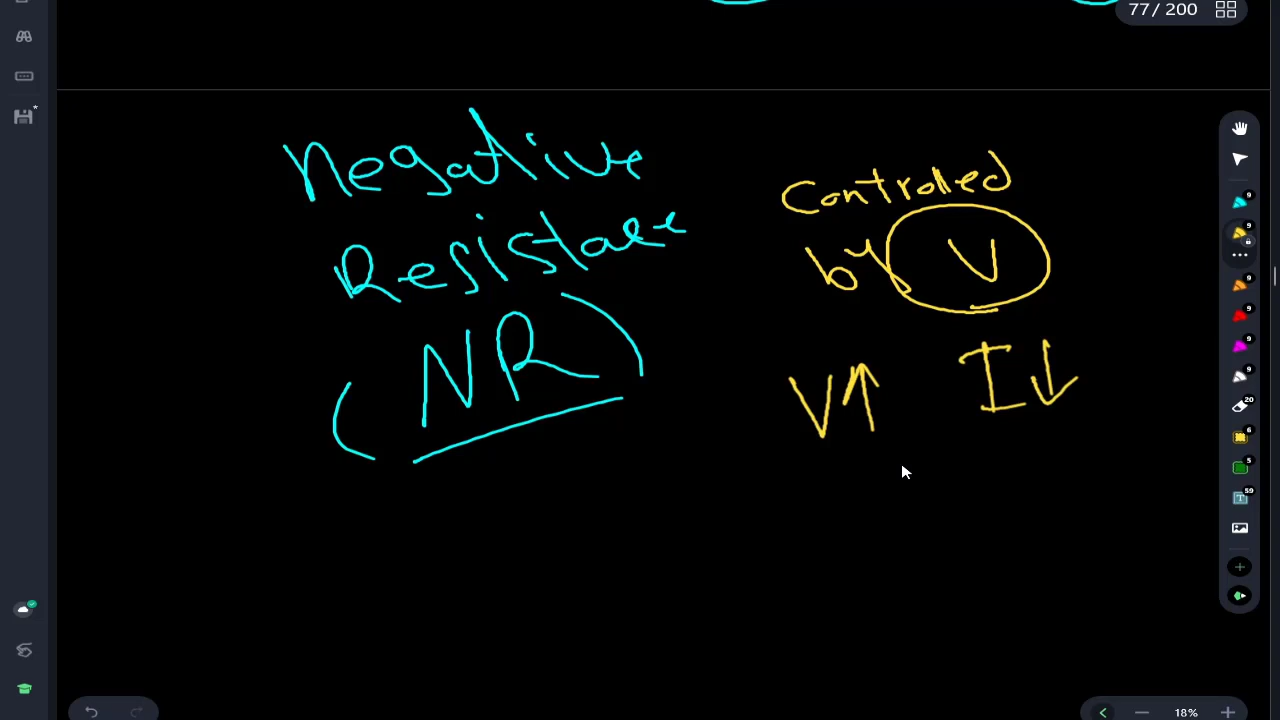 77/ 200
Negative
Resistance
(NR)
Controlled
by V
V↑ I↓
18%